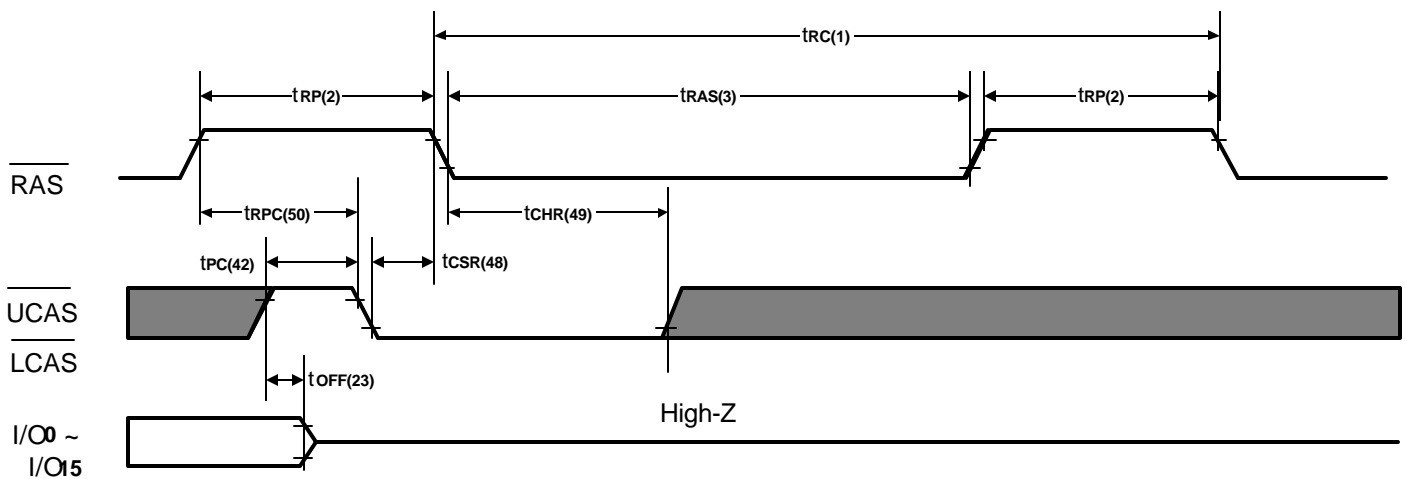 tRC(1)
tRP(2) tRAS(3) tRP(2)
RAS
tRPC(50) tCHR(49)
tPC(42) tCSR(48)
UCAS
LCAS
tOFF(23)
High-Z
I/O0 ~
I/O15